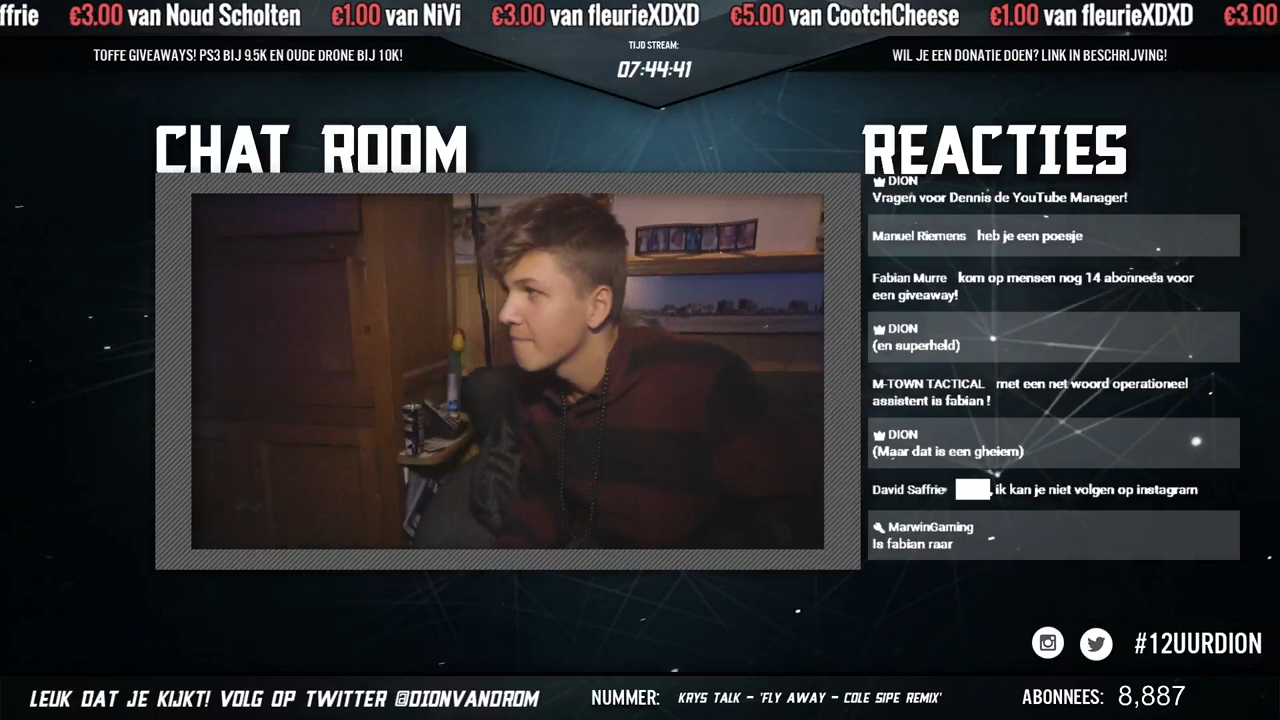 ffrie €3.00 van Noud Scholten €1.00 van NiVi €3.00 van fleurieXDXD €5.00 van CootchCheese €1.00 van fleurieXDXD €3.00
TOFFE GIVEAWAYS! PS3 BIJ 9.5K EN OUDE DRONE BIJ 10K!
TIJD STREAM:
07:44:41
WIL JE EEN DONATIE DOEN? LINK IN BESCHRIJVING!
CHAT ROOM
REACTIES
DION
Vragen voor Dennis de YouTube Manager!
Manuel Riemens heb je een poesje
Fabian Murre kom op mensen nog 14 abonnee's voor
een giveaway!
DION
(en superheld)
M-TOWN TACTICAL met een net woord operationeel
assistent is fabian !
DION
(Maar dat is een gheiem)
David Saffrie , ik kan je niet volgen op instagram
MarwinGaming
Is fabian raar
#12UURDION
LEUK DAT JE KIJKT! VOLG OP TWITTER @DIONVANDROM
NUMMER: KRYS TALK - 'FLY AWAY - COLE SIPE REMIX'
ABONNEES: 8,887